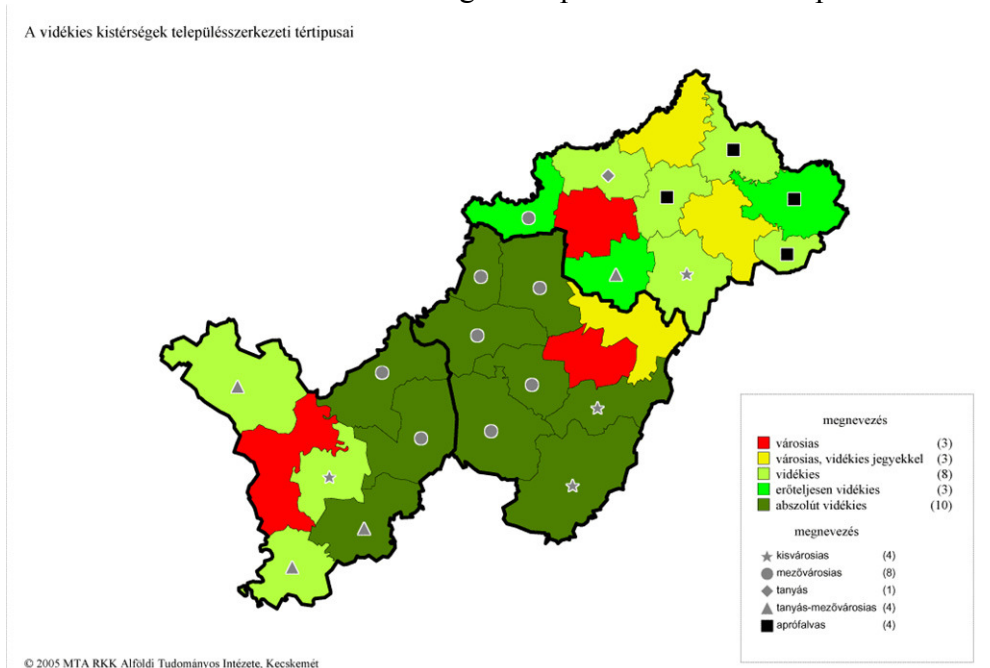 A vidékies kistérségek településszerkezeti tértipusai
megnevezés
városias (3)
városias, vidékies jegyekkel (3)
vidékies (8)
erőteljesen vidékies (3)
abszolút vidékies (10)
megnevezés
kisvárosias (4)
mezővárosias (8)
tanyás (1)
tanyás-mezővárosias (4)
aprófalvas (4)
© 2005 MTA RKK Alföldi Tudományos Intézete, Kecskemét